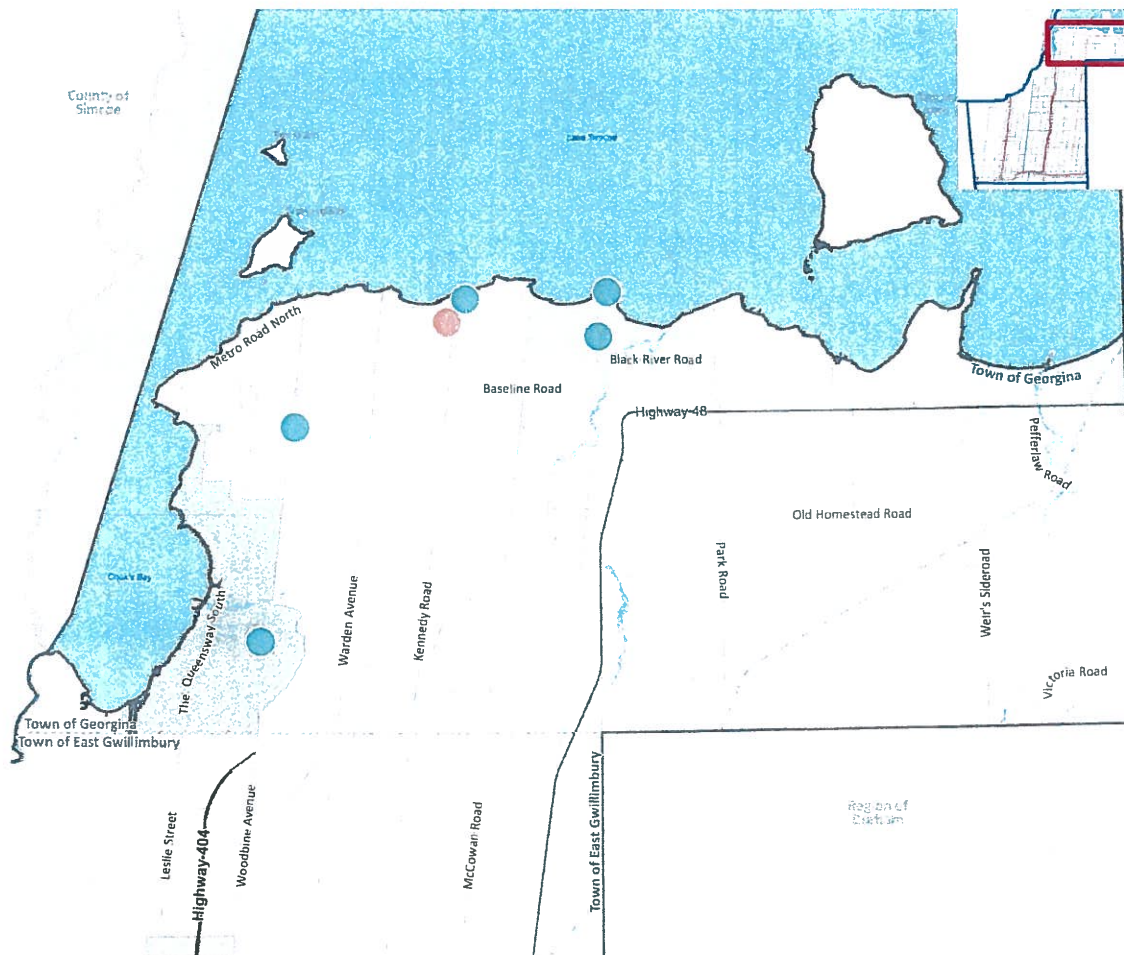 County of
Simcoe
Lake Simcoe
Metro Road North
Black River Road
Baseline Road
Town of Georgina
Highway 48
Pefferlaw
Road
Old Homestead Road
Park Road
Weir's Sideroad
Cook's Bay
Warden Avenue
Kennedy Road
The Queensway South
Victoria Road
Town of Georgina
Town of East Gwillimbury
Region of
Durham
Leslie Street
Highway 404
Woodbine Avenue
McCowan Road
Town of East Gwillimbury